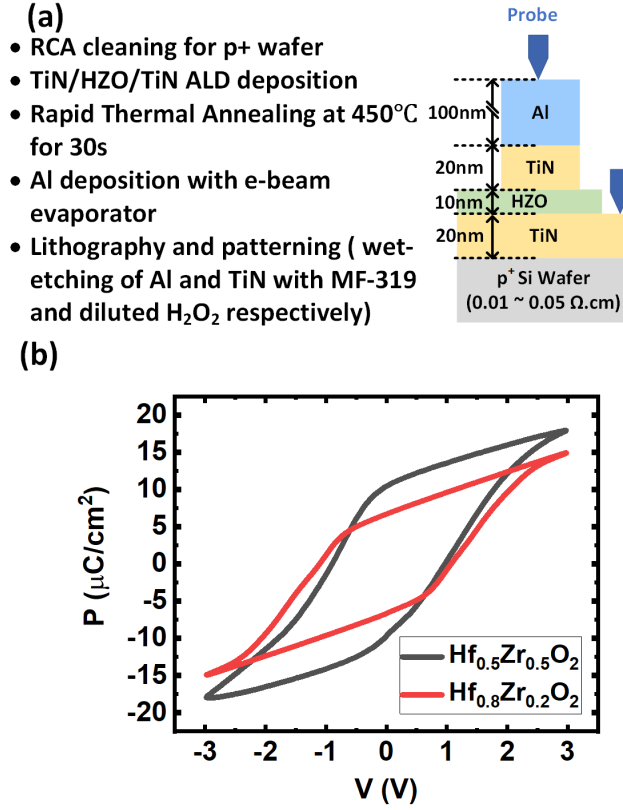 (a)
• RCA cleaning for p+ wafer
• TiN/HZO/TiN ALD deposition
• Rapid Thermal Annealing at 450℃
for 30s
• Al deposition with e-beam
evaporator
• Lithography and patterning ( wet-
etching of Al and TiN with MF-319
and diluted H₂O₂ respectively)
Probe
100nm
Al
20nm
TiN
10nm
HZO
20nm
TiN
p⁺ Si Wafer
(0.01 ~ 0.05 Ω.cm)
(b)
P (μC/cm²)
20
15
10
5
0
-5
-10
-15
-20
Hf₀.₅Zr₀.₅O₂
Hf₀.₈Zr₀.₂O₂
-3 -2 -1 0 1 2 3
V (V)